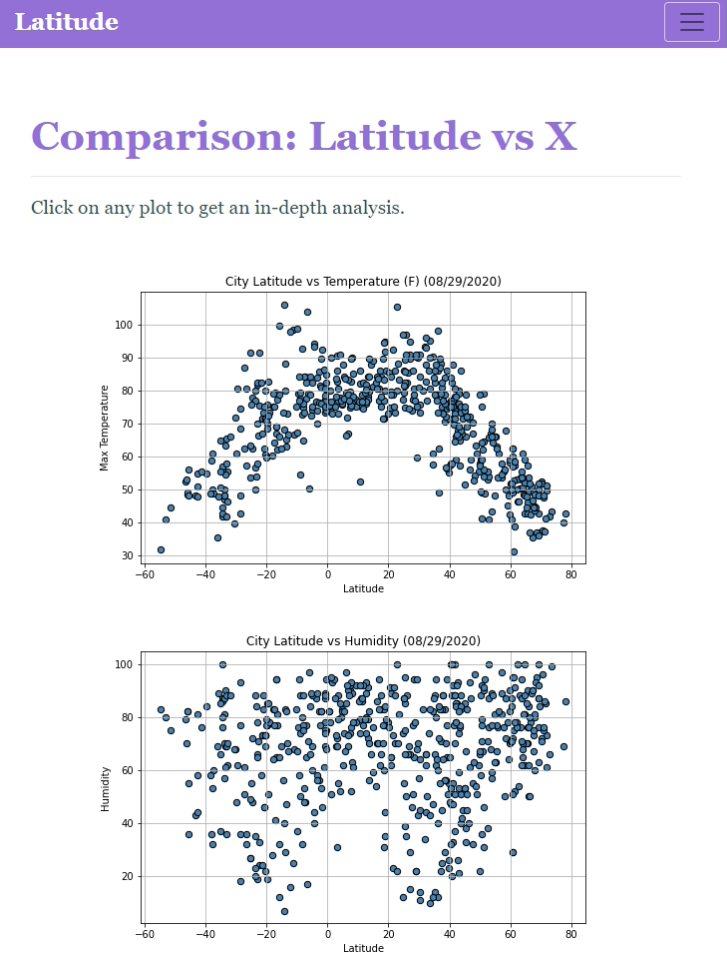 Latitude
Comparison: Latitude vs X
Click on any plot to get an in-depth analysis.
City Latitude vs Temperature (F) (08/29/2020)
Max Temperature
100
90
80
70
60
50
40
30
−60 −40 −20 0 20 40 60 80
Latitude
City Latitude vs Humidity (08/29/2020)
Humidity
100
80
60
40
20
−60 −40 −20 0 20 40 60 80
Latitude